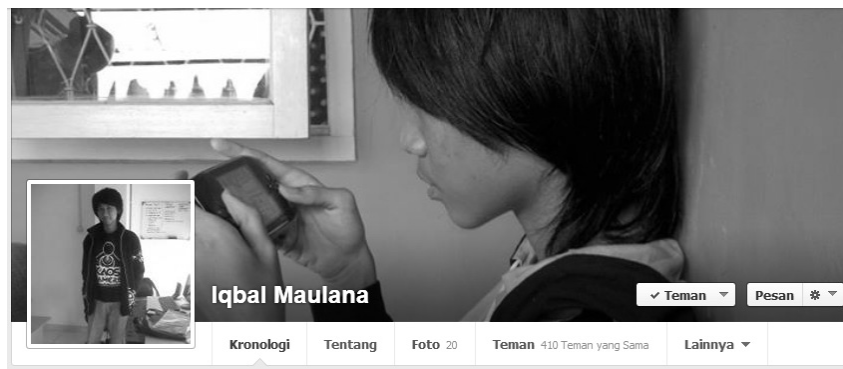 Iqbal Maulana
Teman
Pesan
Kronologi
Tentang
Foto 20
Teman 410 Teman yang Sama
Lainnya